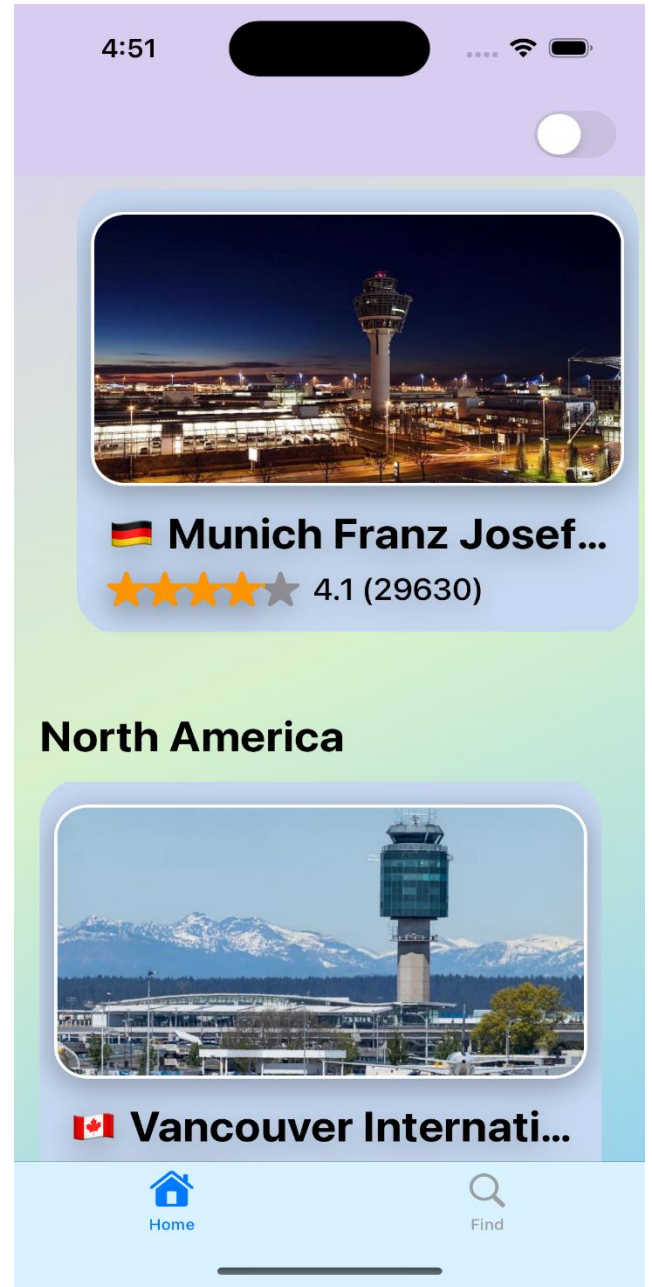 4:51
🇩🇪 Munich Franz Josef...
4.1 (29630)
North America
🇨🇦 Vancouver Internati...
Home
Find